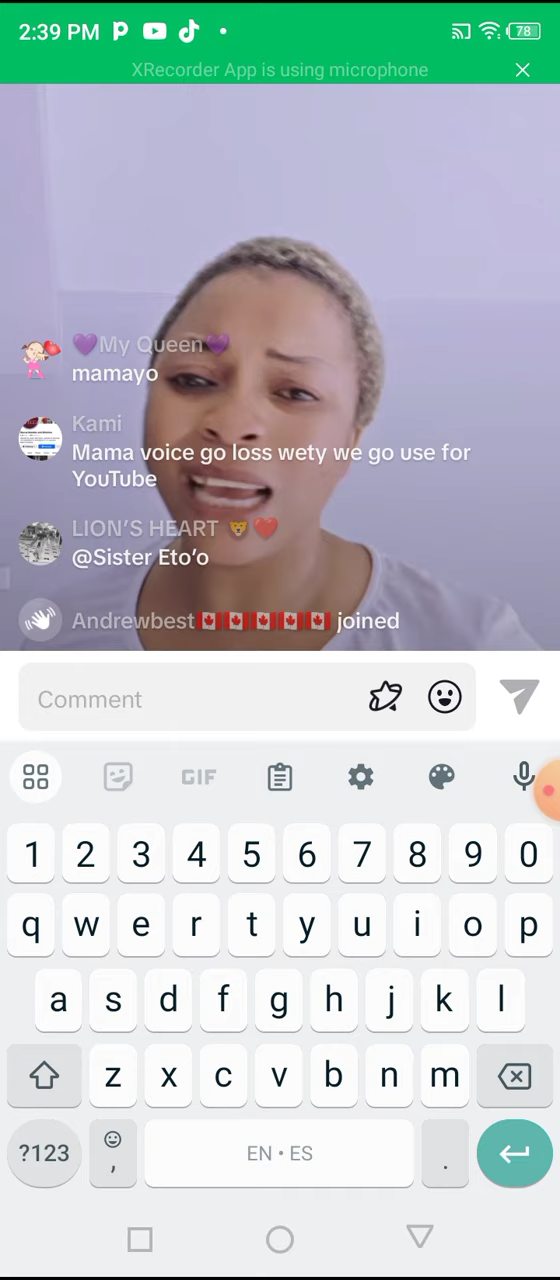 2:39 PM
78
XRecorder App is using microphone
💜My Queen💜
mamayo
Kami
Mama voice go loss wety we go use for
YouTube
LION'S HEART 🦁❤️
@Sister Eto'o
Andrewbest🇨🇦🇨🇦🇨🇦🇨🇦🇨🇦 joined
Comment
GIF
1 2 3 4 5 6 7 8 9 0
q w e r t y u i o p
a s d f g h j k l
z x c v b n m
?123 , EN • ES .